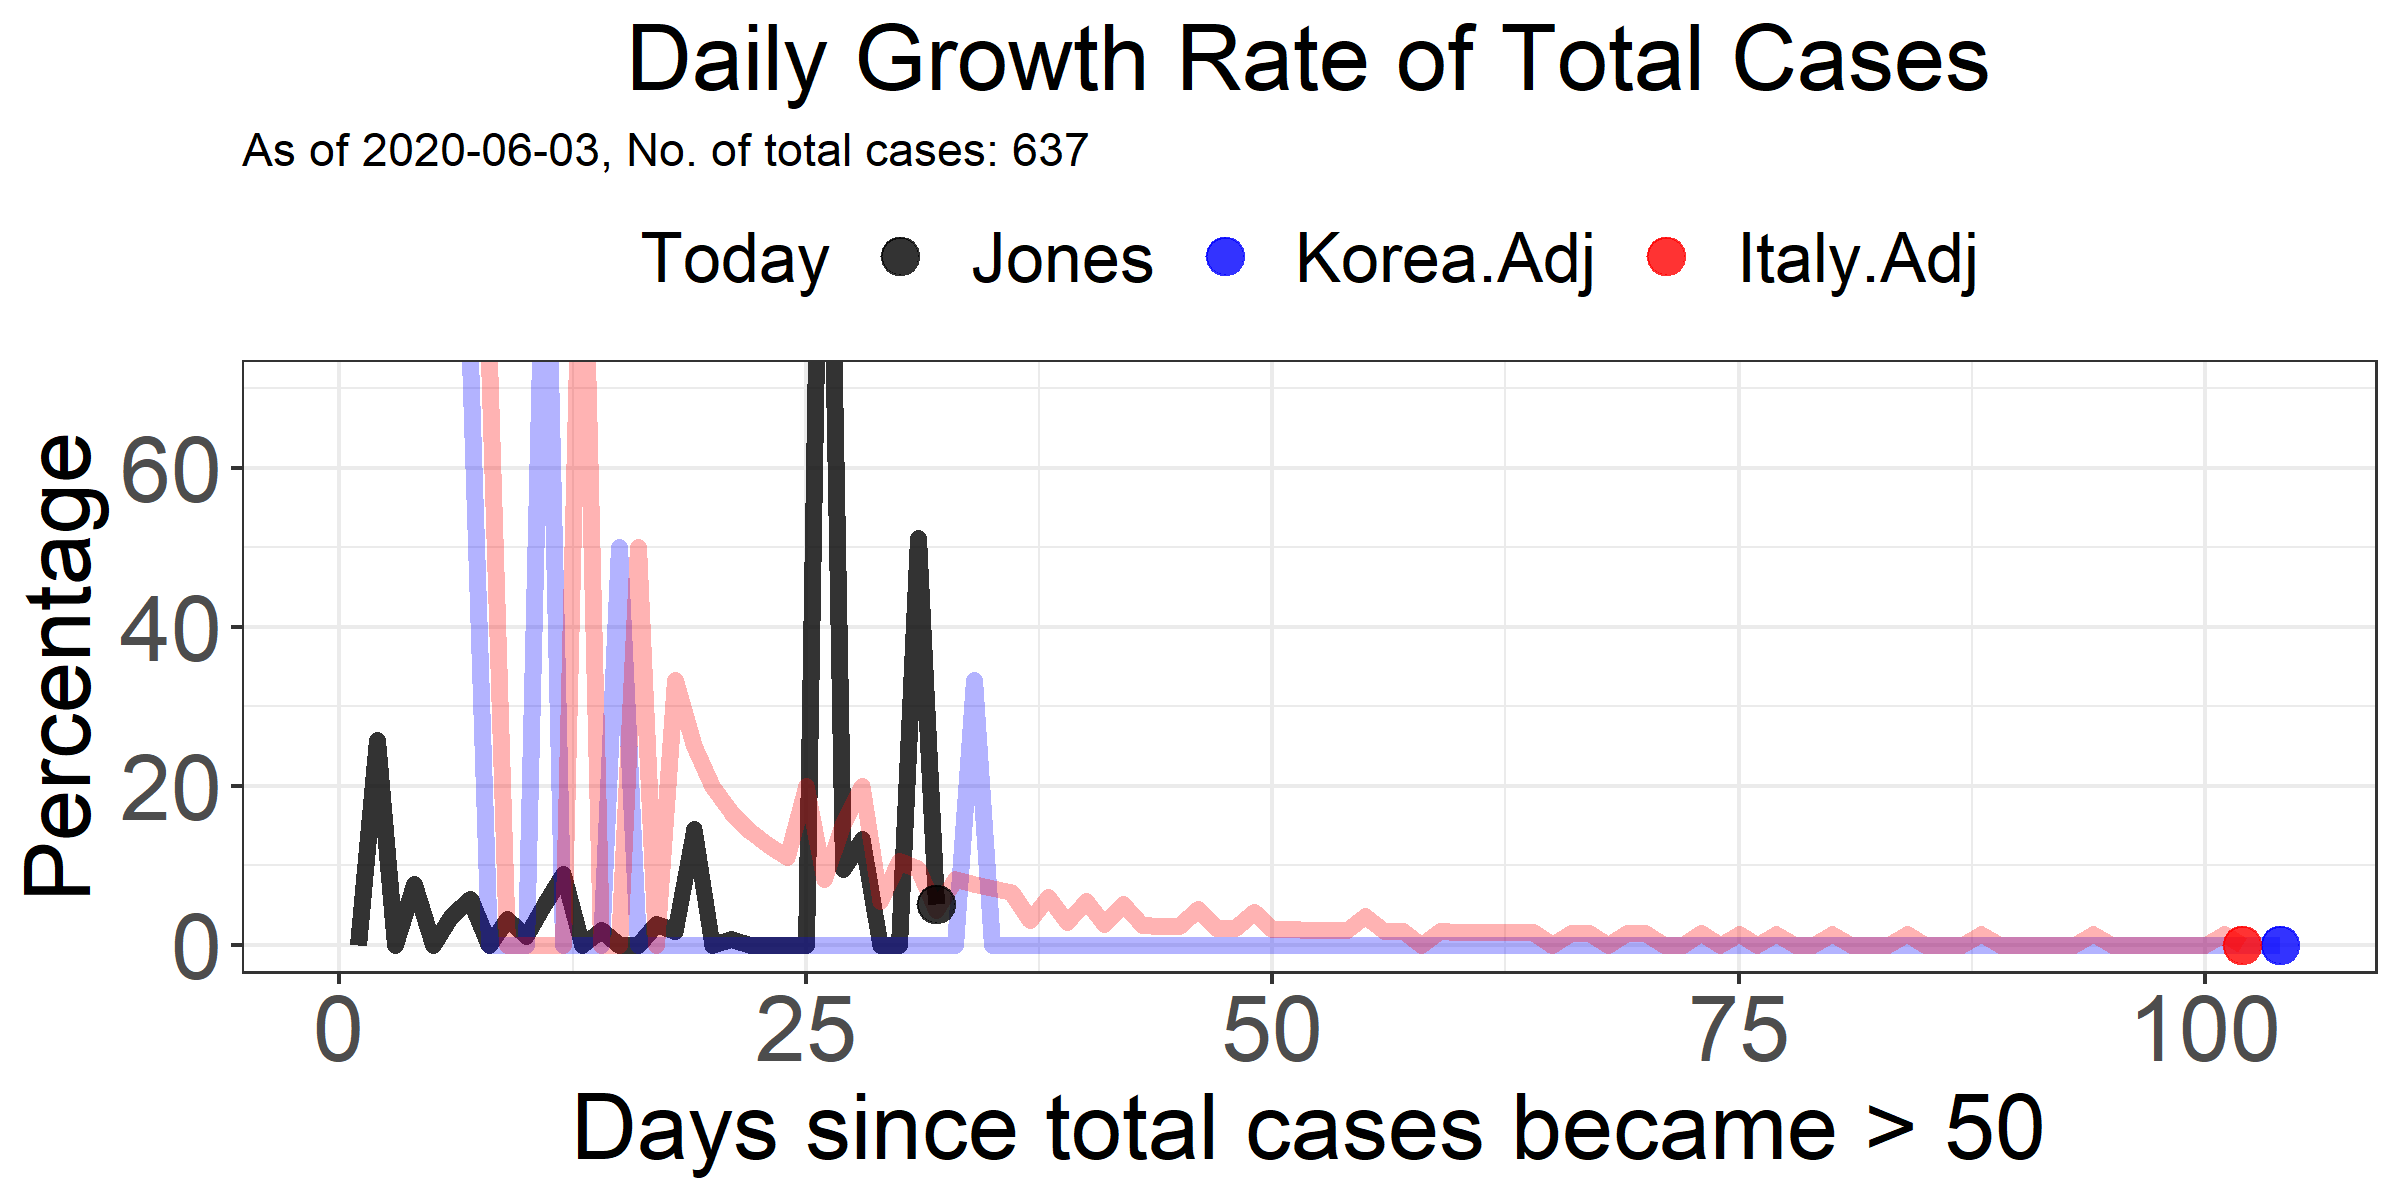 Daily Growth Rate of Total Cases
As of 2020-06-03, No. of total cases: 637
Today Jones Korea.Adj Italy.Adj
Percentage
60
40
20
0
0 25 50 75 100
Days since total cases became > 50